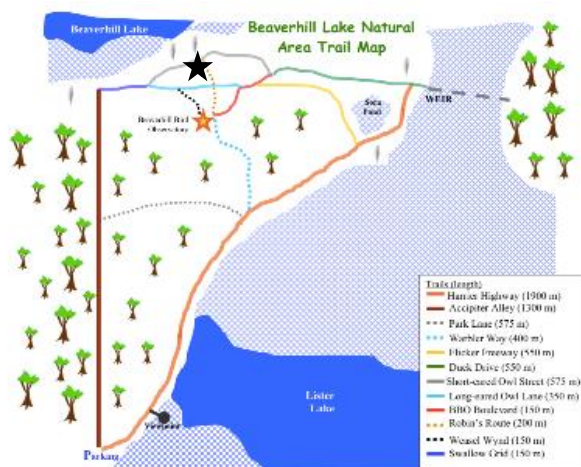 Beaverhill Lake
Beaverhill Lake Natural
Area Trail Map
WEIR
Soca
Pond
Beaverhill Bird
Observatory
Trails (length)
Harrier Highway (1900 m)
Accipiter Alley (1300 m)
Park Lane (575 m)
Warbler Way (400 m)
Flicker Freeway (550 m)
Duck Drive (550 m)
Short-eared Owl Street (575 m)
Long-eared Owl Lane (350 m)
BBO Boulevard (150 m)
Robin's Route (200 m)
Weasel Wynd (150 m)
Swallow Grid (150 m)
Lister
Lake
Viewpoint
Parking